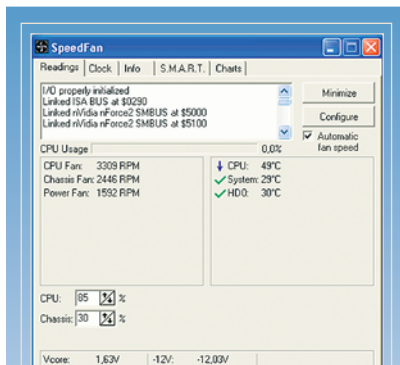 SpeedFan
Readings Clock Info S.M.A.R.T. Charts
I/O properly initialized
Linked ISA BUS at $0290
Linked nVidia nForce2 SMBUS at $5000
Linked nVidia nForce2 SMBUS at $5100
Minimize
Configure
Automatic
fan speed
CPU Usage 0,0%
CPU Fan: 3309 RPM
Chassis Fan: 2446 RPM
Power Fan: 1592 RPM
CPU: 49°C
System: 29°C
HD0: 30°C
CPU: 85 %
Chassis: 30 %
Vcore: 1,63V -12V: -12,03V